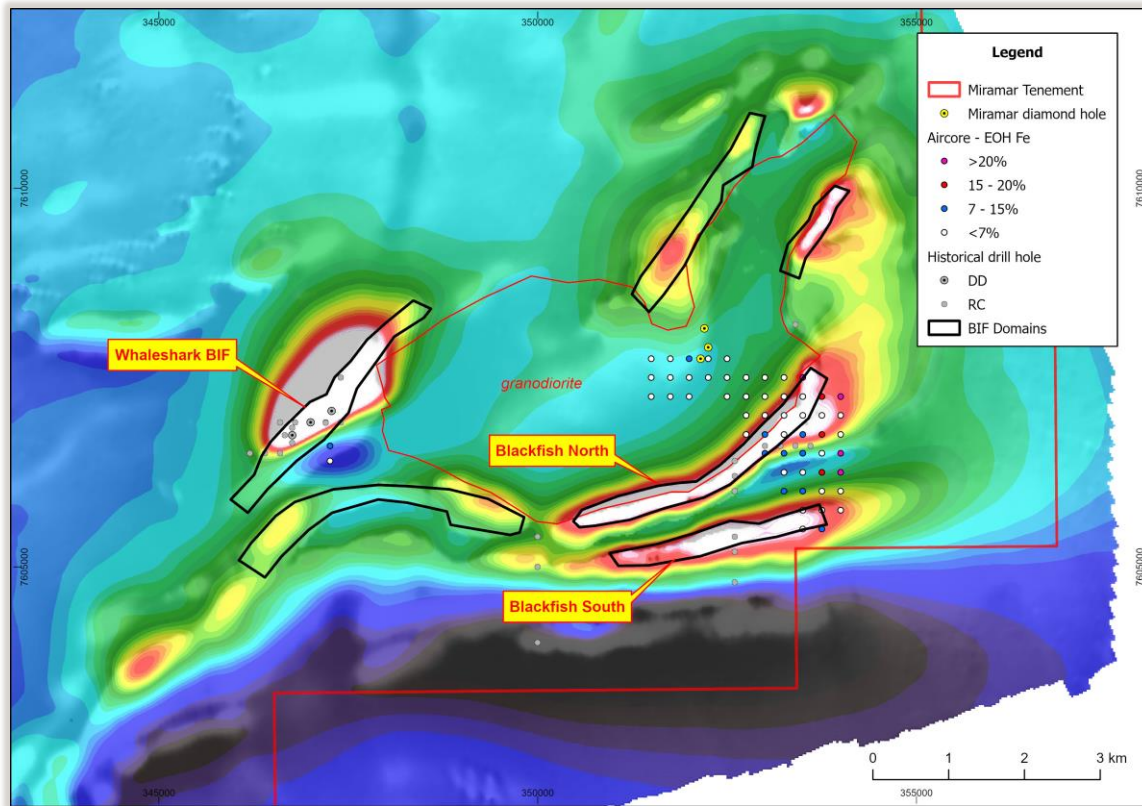 345000
350000
355000
Legend
Miramar Tenement
Miramar diamond hole
Aircore - EOH Fe
>20%
15 - 20%
7 - 15%
<7%
Historical drill hole
DD
RC
BIF Domains
7610000
7610000
Whaleshark BIF
granodiorite
Blackfish North
7605000
7605000
Blackfish South
0 1 2 3 km
345000
350000
355000